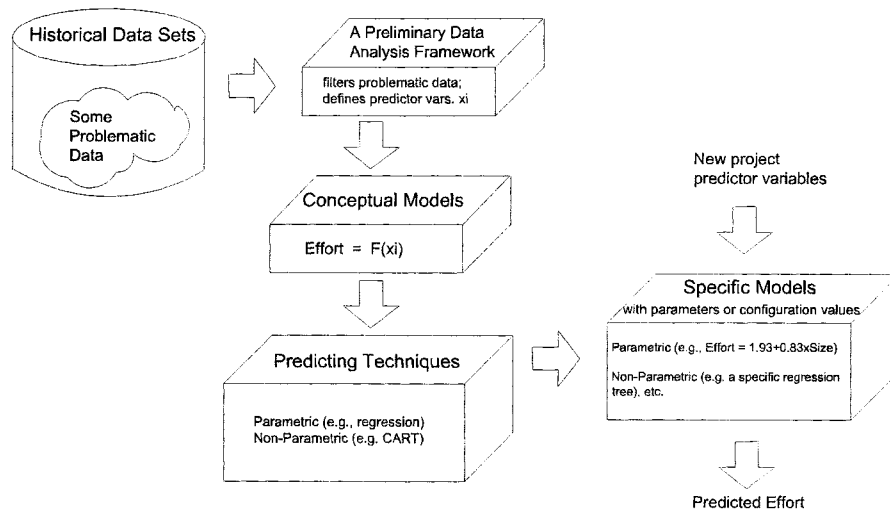 Historical Data Sets
Some
Problematic
Data
A Preliminary Data
Analysis Framework
filters problematic data;
defines predictor vars. xi
Conceptual Models
Effort = F(xi)
Predicting Techniques
Parametric (e.g., regression)
Non-Parametric (e.g. CART)
New project
predictor variables
Specific Models
with parameters or configuration values
Parametric (e.g., Effort = 1.93+0.83xSize)
Non-Parametric (e.g. a specific regression
tree), etc.
Predicted Effort